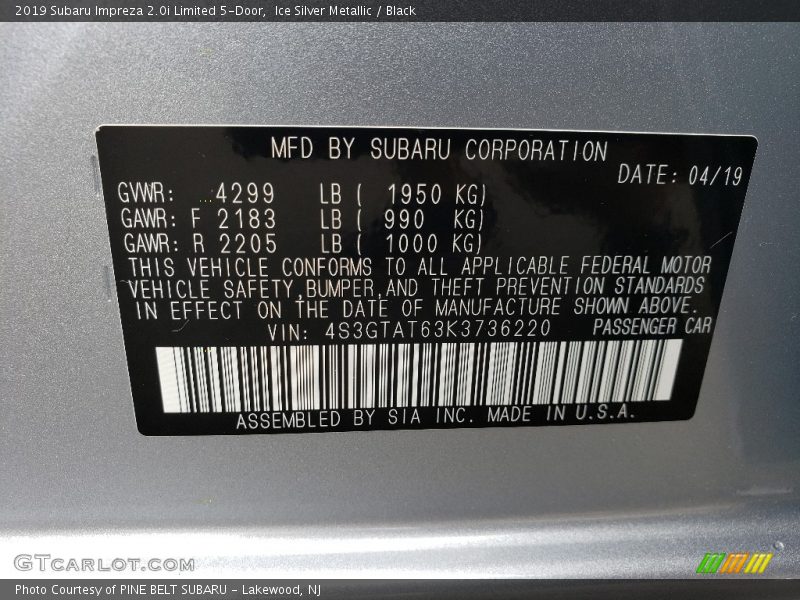 2019 Subaru Impreza 2.0i Limited 5-Door,  Ice Silver Metallic / Black
MFD BY SUBARU CORPORATION
DATE: 04/19
GVWR: 4299 LB ( 1950 KG)
GAWR: F 2183 LB ( 990 KG)
GAWR: R 2205 LB ( 1000 KG)
THIS VEHICLE CONFORMS TO ALL APPLICABLE FEDERAL MOTOR
VEHICLE SAFETY,BUMPER,AND THEFT PREVENTION STANDARDS
IN EFFECT ON THE DATE OF MANUFACTURE SHOWN ABOVE.
VIN: 4S3GTAT63K3736220 PASSENGER CAR
ASSEMBLED BY SIA INC. MADE IN U.S.A.
GTCARLOT.COM
Photo Courtesy of PINE BELT SUBARU - Lakewood, NJ